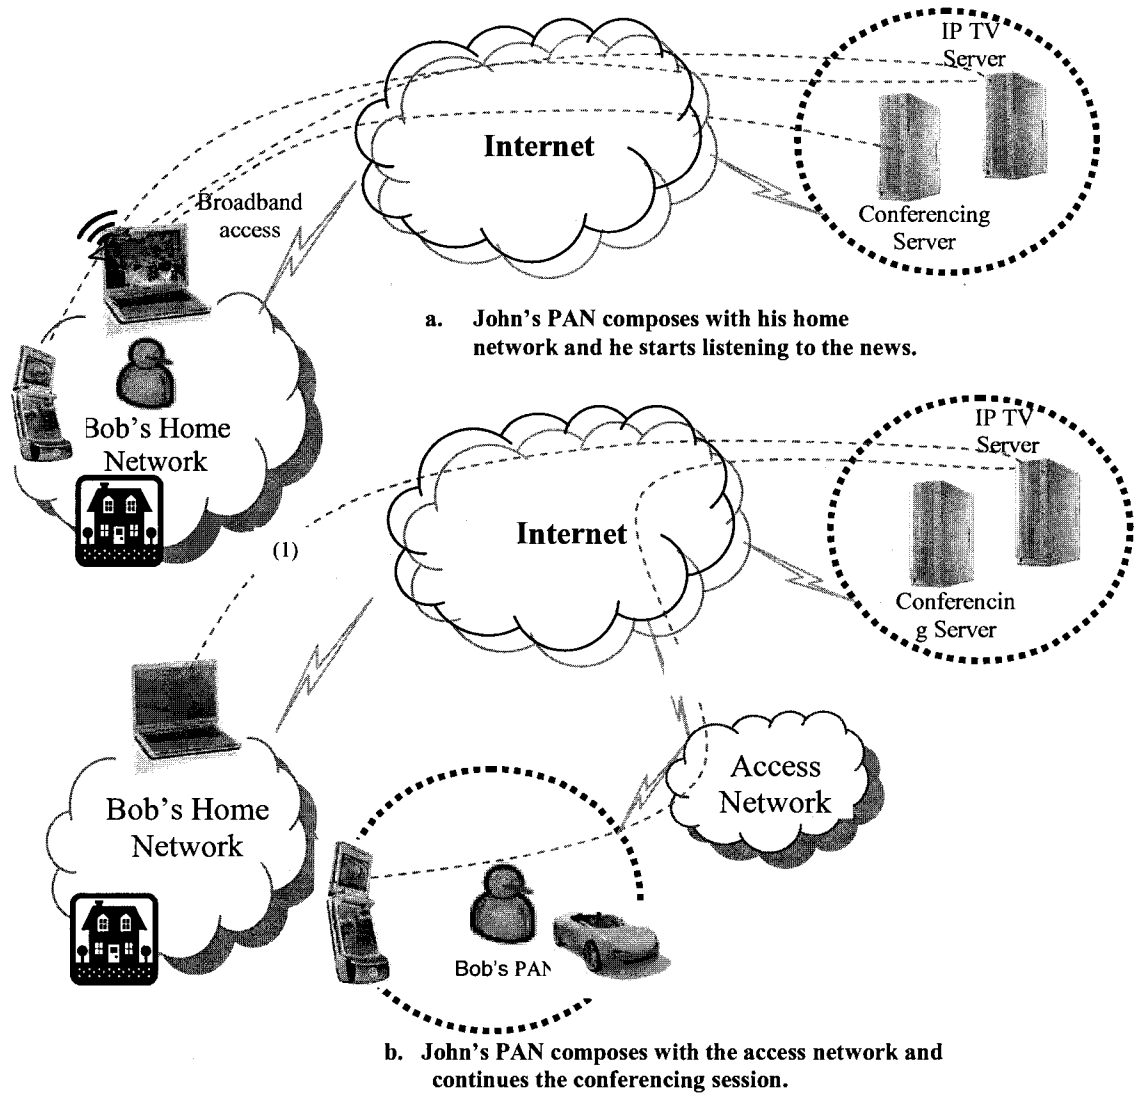 IP TV
Server
Internet
Broadband
access
Conferencing
Server
a. John's PAN composes with his home
network and he starts listening to the news.
Bob's Home
Network
IP TV
Server
Internet
(1)
Conferencin
g Server
Access
Network
Bob's Home
Network
Bob's PAN
b. John's PAN composes with the access network and
continues the conferencing session.